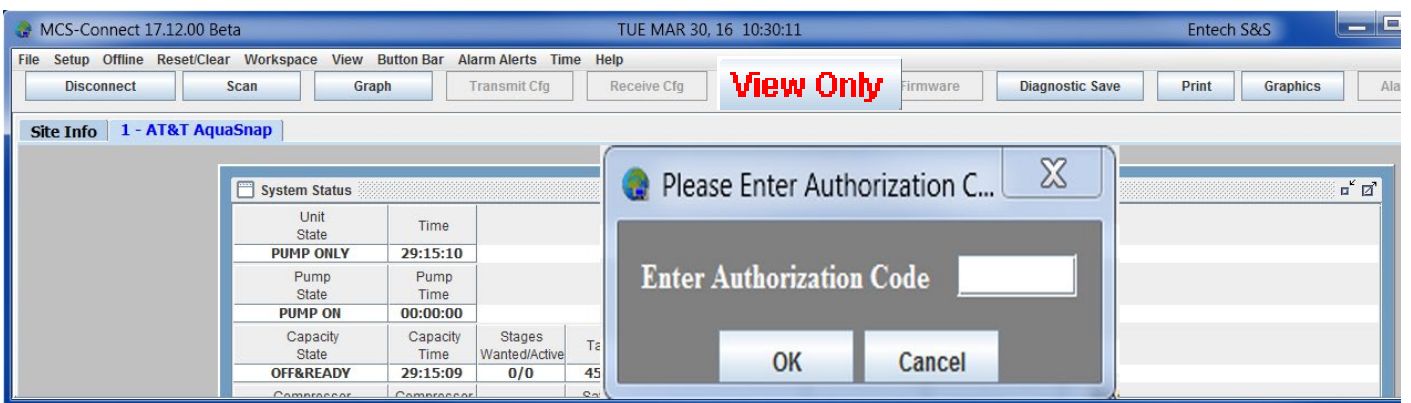 MCS-Connect 17.12.00 Beta TUE MAR 30, 16 10:30:11 Entech S&S
File Setup Offline Reset/Clear Workspace View Button Bar Alarm Alerts Time Help
Disconnect Scan Graph Transmit Cfg Receive Cfg View Only Firmware Diagnostic Save Print Graphics
Site Info 1 - AT&T AquaSnap
System Status
Unit State Time
PUMP ONLY 29:15:10
Pump State Pump Time
PUMP ON 00:00:00
Capacity State Capacity Time Stages Wanted/Active
OFF&READY 29:15:09 0/0 45
Compressor Compressor
Please Enter Authorization C... X
Enter Authorization Code
OK Cancel